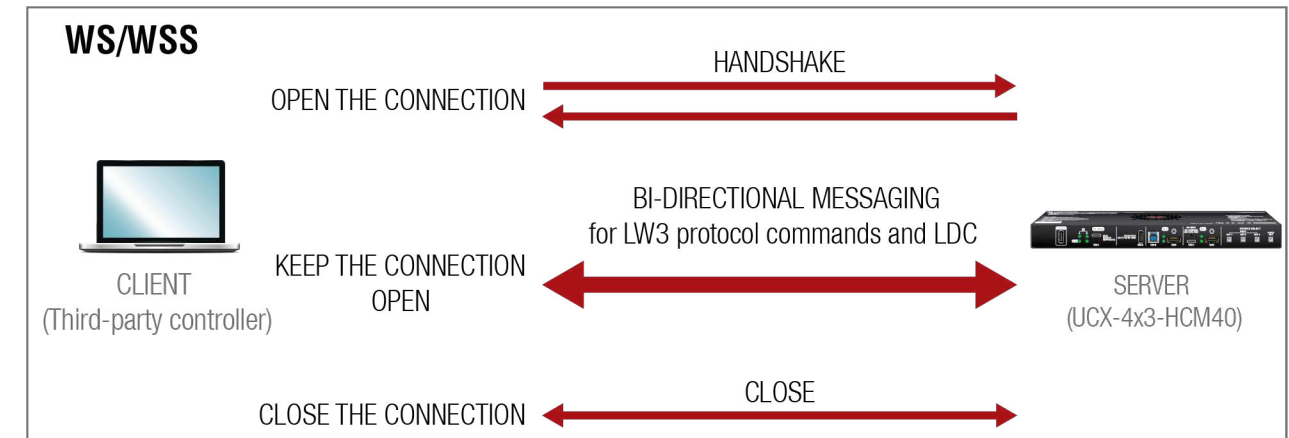 WS/WSS
HANDSHAKE
OPEN THE CONNECTION
BI-DIRECTIONAL MESSAGING
for LW3 protocol commands and LDC
KEEP THE CONNECTION
OPEN
CLIENT
(Third-party controller)
SERVER
(UCX-4x3-HCM40)
CLOSE
CLOSE THE CONNECTION